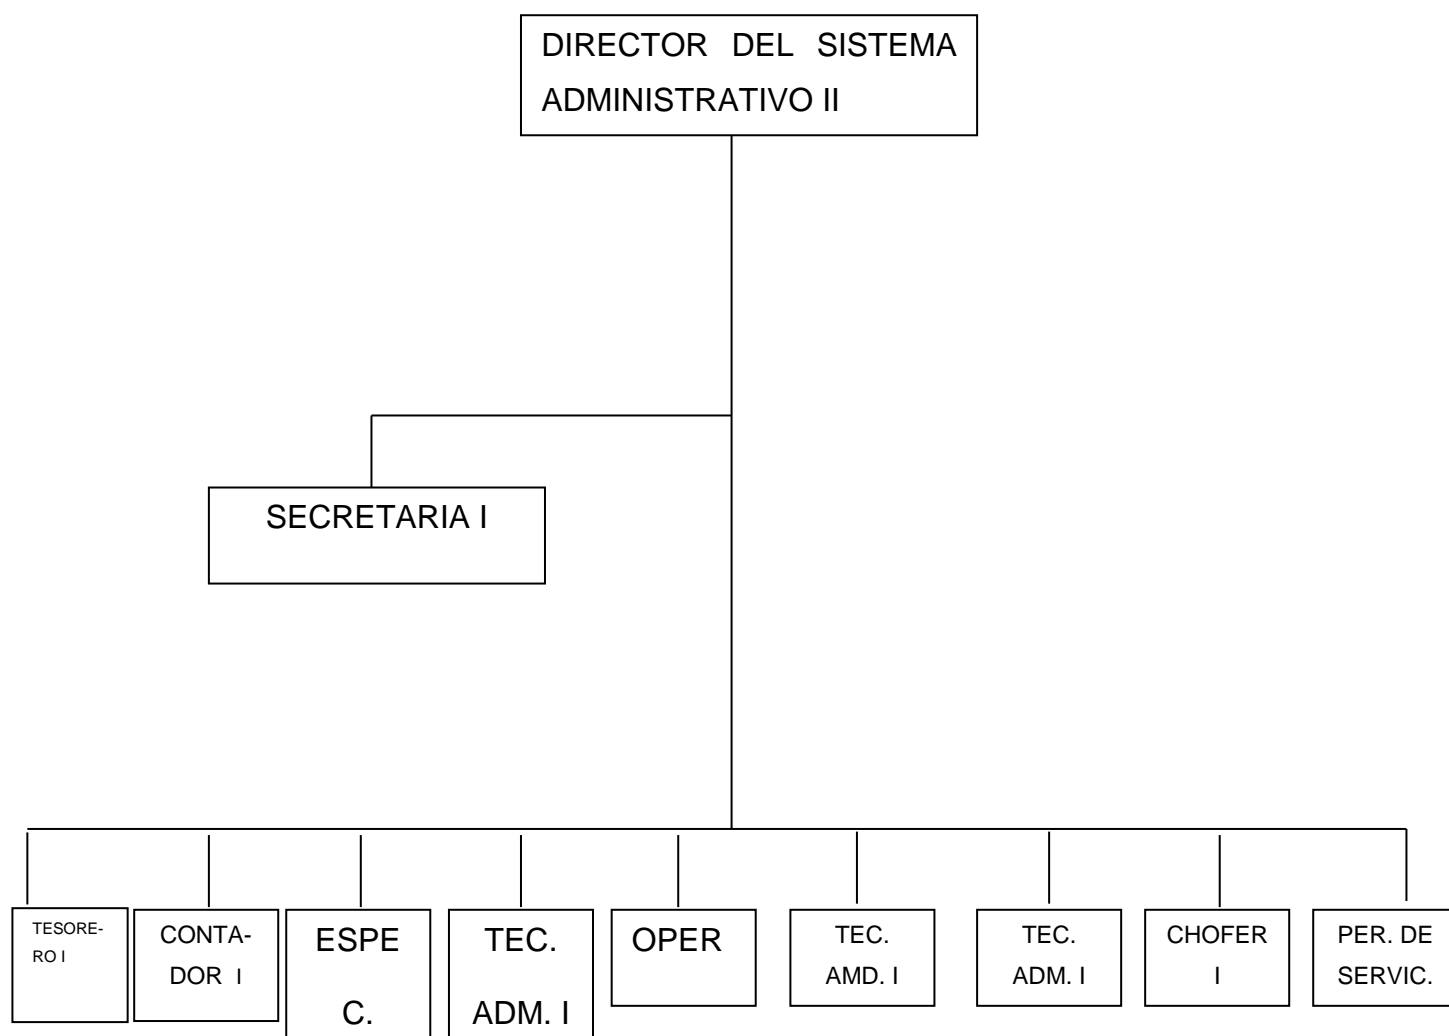 DIRECTOR DEL SISTEMA
ADMINISTRATIVO II
SECRETARIA I
TESORE-
RO I
CONTA-
DOR I
ESPE
C.
TEC.
ADM. I
OPER
TEC.
AMD. I
TEC.
ADM. I
CHOFER
I
PER. DE
SERVIC.